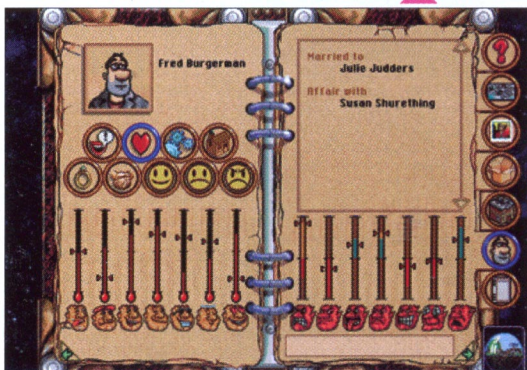 Fred Burgerman
Married to
Julie Judders
Affair with
Susan Shurething